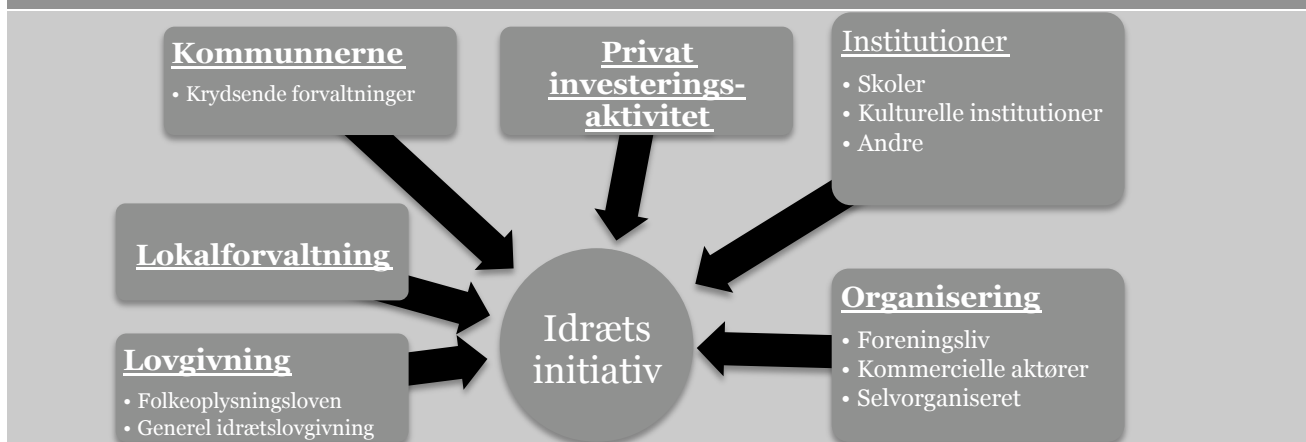 Kommunnerne
• Krydsende forvaltninger
Privat
investerings-
aktivitet
Institutioner
• Skoler
• Kulturelle institutioner
• Andre
Lokalforvaltning
Lovgivning
• Folkeoplysningsloven
• Generel idrætslovgivning
Idræts
initiativ
Organisering
• Foreningsliv
• Kommercielle aktører
• Selvorganiseret